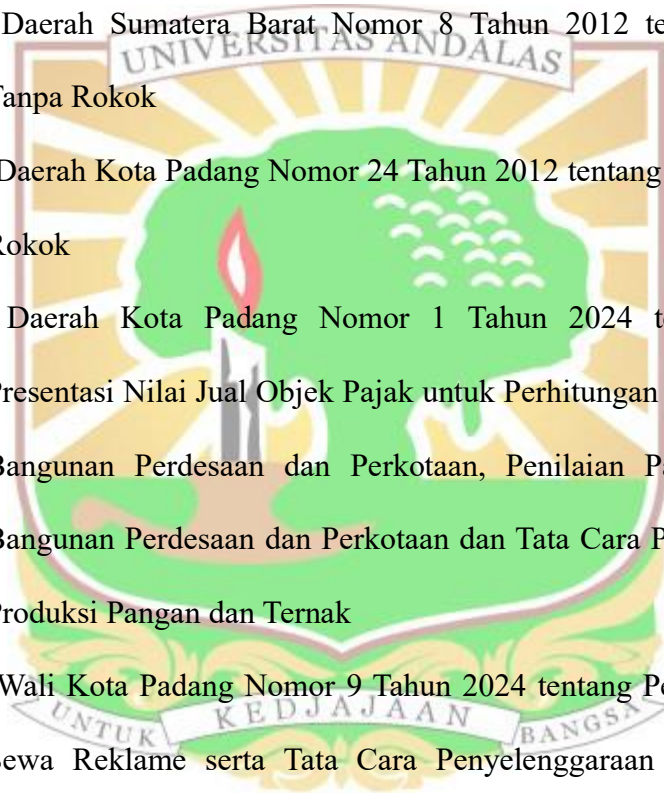 Daerah Sumatera Barat Nomor 8 Tahun 2012 te
UNIVERSITAS ANDALAS
Tanpa Rokok
Daerah Kota Padang Nomor 24 Tahun 2012 tentang
Rokok
Daerah Kota Padang Nomor 1 Tahun 2024 te
Presentasi Nilai Jual Objek Pajak untuk Perhitungan
Bangunan Perdesaan dan Perkotaan, Penilaian Pa
Bangunan Perdesaan dan Perkotaan dan Tata Cara P
Produksi Pangan dan Ternak
Wali Kota Padang Nomor 9 Tahun 2024 tentang Pe
UNTUK KEDJAJAAN BANGSA
Sewa Reklame serta Tata Cara Penyelenggaraan